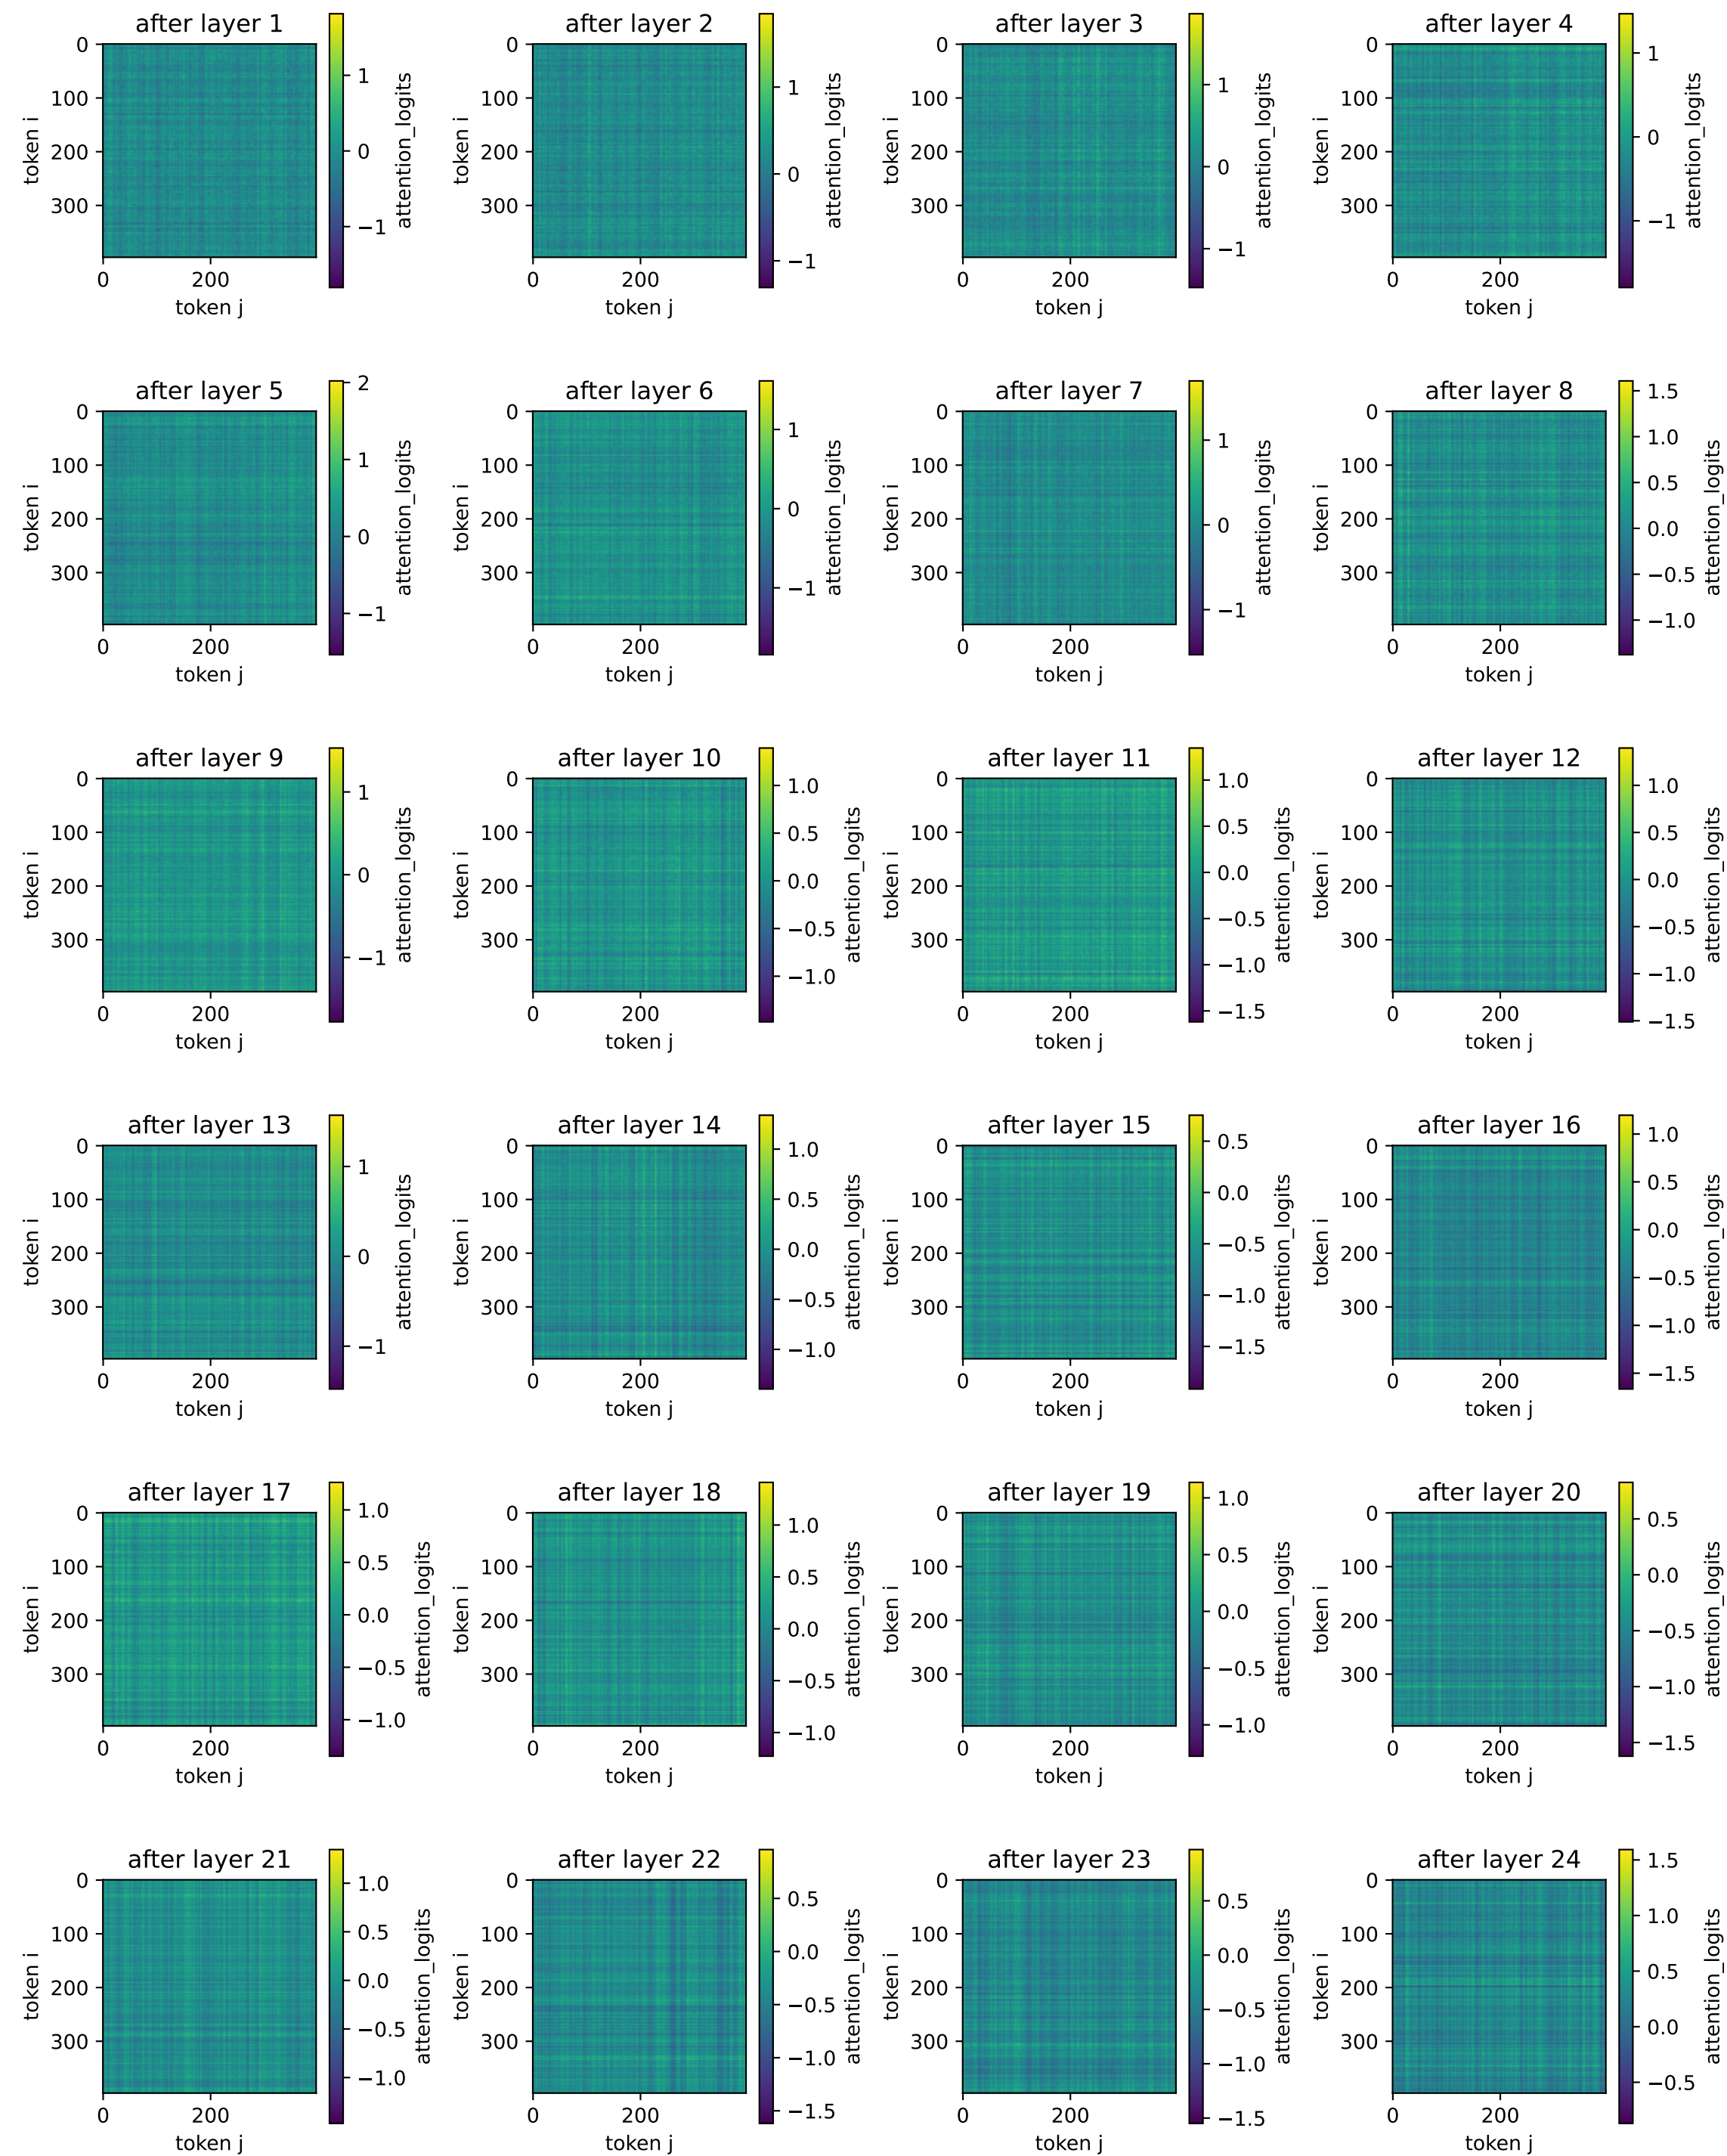 after layer 1
0
100
200
300
token i
0
200
token j
1
0
−1
attention_logits
after layer 2
0
100
200
300
token i
0
200
token j
1
0
−1
attention_logits
after layer 3
0
100
200
300
token i
0
200
token j
1
0
−1
attention_logits
after layer 4
0
100
200
300
token i
0
200
token j
1
0
−1
attention_logits
after layer 5
0
100
200
300
token i
0
200
token j
2
1
0
−1
attention_logits
after layer 6
0
100
200
300
token i
0
200
token j
1
0
−1
attention_logits
after layer 7
0
100
200
300
token i
0
200
token j
1
0
−1
attention_logits
after layer 8
0
100
200
300
token i
0
200
token j
1.5
1.0
0.5
0.0
−0.5
−1.0
attention_logits
after layer 9
0
100
200
300
token i
0
200
token j
1
0
−1
attention_logits
after layer 10
0
100
200
300
token i
0
200
token j
1.0
0.5
0.0
−0.5
−1.0
attention_logits
after layer 11
0
100
200
300
token i
0
200
token j
1.0
0.5
0.0
−0.5
−1.0
−1.5
attention_logits
after layer 12
0
100
200
300
token i
0
200
token j
1.0
0.5
0.0
−0.5
−1.0
−1.5
attention_logits
after layer 13
0
100
200
300
token i
0
200
token j
1
0
−1
attention_logits
after layer 14
0
100
200
300
token i
0
200
token j
1.0
0.5
0.0
−0.5
−1.0
attention_logits
after layer 15
0
100
200
300
token i
0
200
token j
0.5
0.0
−0.5
−1.0
−1.5
attention_logits
after layer 16
0
100
200
300
token i
0
200
token j
1.0
0.5
0.0
−0.5
−1.0
−1.5
attention_logits
after layer 17
0
100
200
300
token i
0
200
token j
1.0
0.5
0.0
−0.5
−1.0
attention_logits
after layer 18
0
100
200
300
token i
0
200
token j
1.0
0.5
0.0
−0.5
−1.0
attention_logits
after layer 19
0
100
200
300
token i
0
200
token j
1.0
0.5
0.0
−0.5
−1.0
attention_logits
after layer 20
0
100
200
300
token i
0
200
token j
0.5
0.0
−0.5
−1.0
−1.5
attention_logits
after layer 21
0
100
200
300
token i
0
200
token j
1.0
0.5
0.0
−0.5
−1.0
attention_logits
after layer 22
0
100
200
300
token i
0
200
token j
0.5
0.0
−0.5
−1.0
−1.5
attention_logits
after layer 23
0
100
200
300
token i
0
200
token j
0.5
0.0
−0.5
−1.0
−1.5
attention_logits
after layer 24
0
100
200
300
token i
0
200
token j
1.5
1.0
0.5
0.0
−0.5
attention_logits